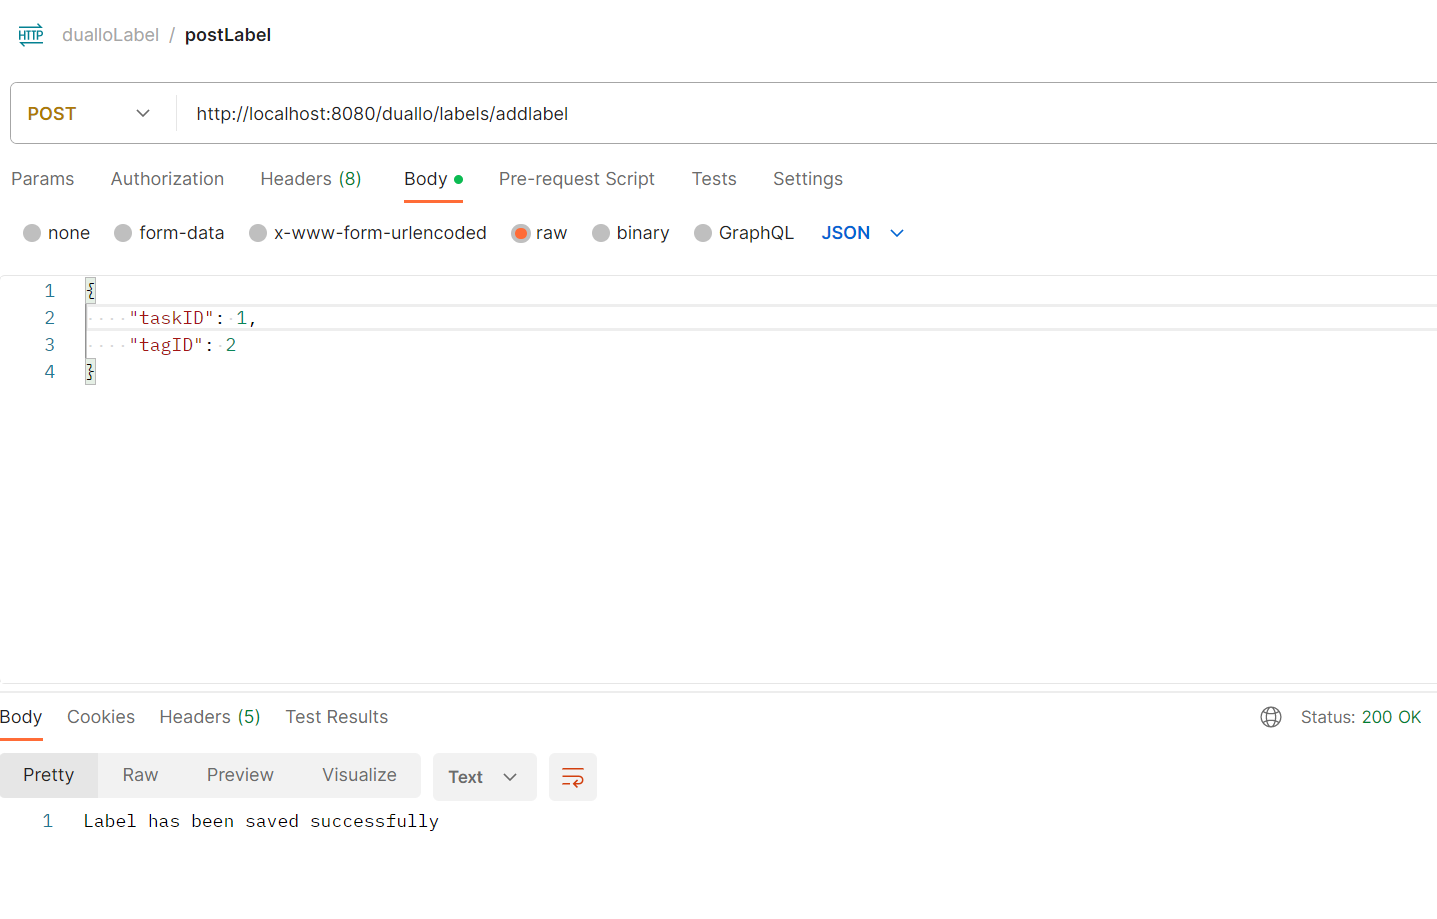 HTTP dualloLabel / postLabel
POST http://localhost:8080/duallo/labels/addlabel
Params Authorization Headers (8) Body Pre-request Script Tests Settings
none form-data x-www-form-urlencoded raw binary GraphQL JSON
1 {
2 "taskID": 1,
3 "tagID": 2
4 }
Body Cookies Headers (5) Test Results Status: 200 OK
Pretty Raw Preview Visualize Text
1 Label has been saved successfully